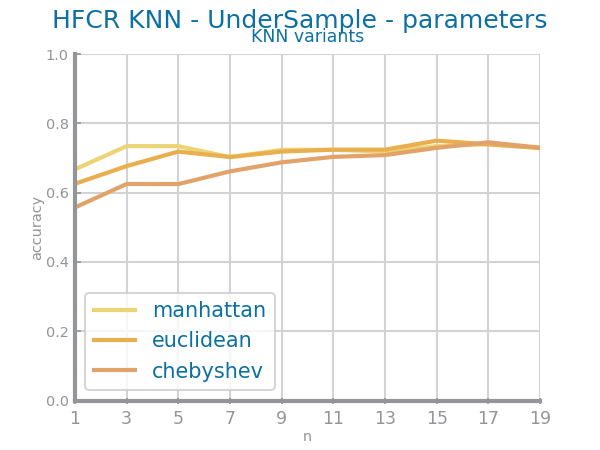 HFCR KNN - UnderSample - parameters
KNN variants
1.0
0.8
0.6
0.4
0.2
0.0
accuracy
manhattan
euclidean
chebyshev
1 3 5 7 9 11 13 15 17 19
n